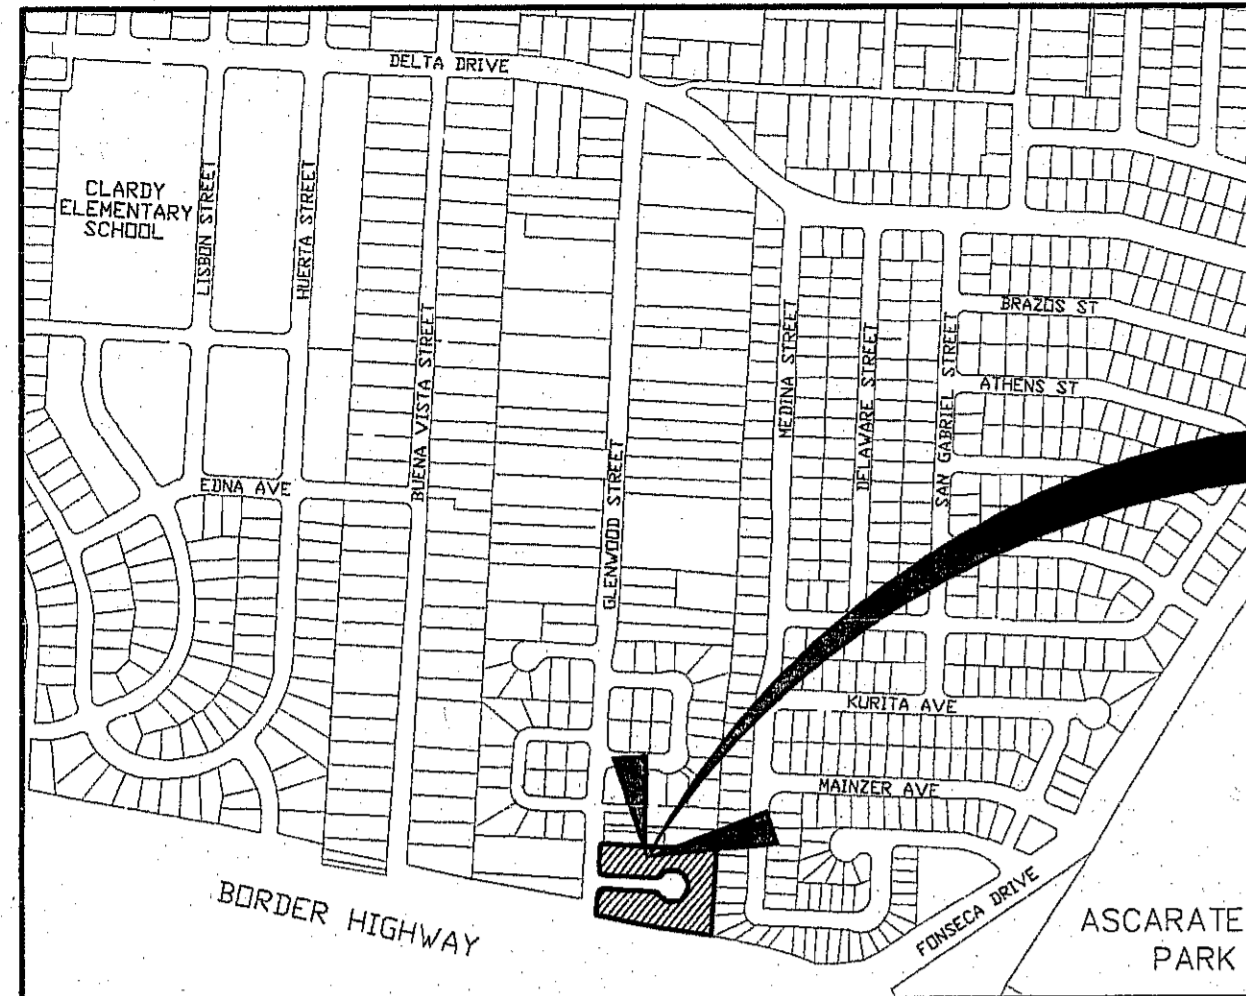 DELTA DRIVE
CLARDY
ELEMENTARY
SCHOOL
LISBON STREET
HUERTA STREET
BUENA VISTA STREET
GLENWOOD STREET
MEDINA STREET
DELAWARE STREET
SAN GABRIEL STREET
BRAZOS ST
ATHENS ST
EDNA AVE
KURITA AVE
MAINZER AVE
BORDER HIGHWAY
FONSECA DRIVE
ASCARATE
PARK